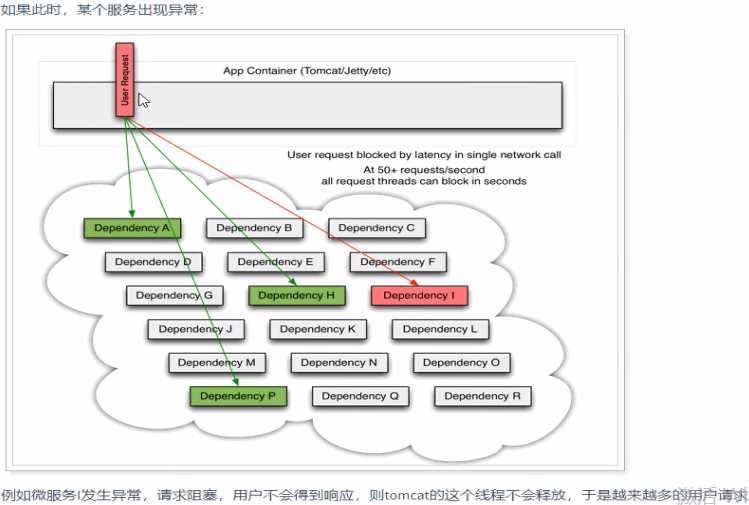 如果此时，某个服务出现异常：
User Request
App Container (Tomcat/Jetty/etc)
User request blocked by latency in single network call
At 50+ requests/second
all request threads can block in seconds
Dependency A Dependency B Dependency C
Dependency D Dependency E Dependency F
Dependency G Dependency H Dependency I
Dependency J Dependency K Dependency L
Dependency M Dependency N Dependency O
Dependency P Dependency Q Dependency R
例如微服务I发生异常，请求阻塞，用户不会得到响应，则tomcat的这个线程不会释放，于是越来越多的用户请求
激活